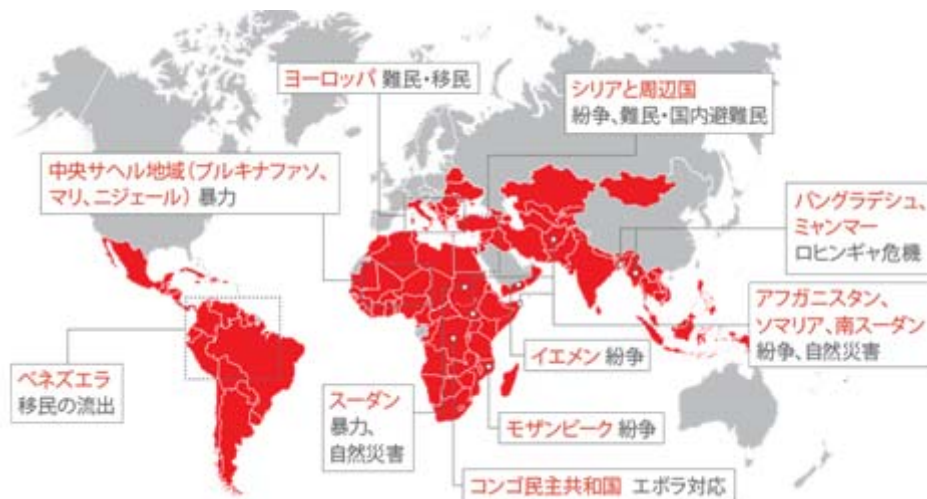 ヨーロッパ 難民・移民
シリアと周辺国
紛争、難民・国内避難民
中央サヘル地域(ブルキナファソ、
マリ、ニジェール) 暴力
バングラデシュ、
ミャンマー
ロヒンギャ危機
アフガニスタン、
ソマリア、南スーダン
紛争、自然災害
イエメン 紛争
ベネズエラ
移民の流出
スーダン
暴力、
自然災害
モザンビーク 紛争
コンゴ民主共和国 エボラ対応